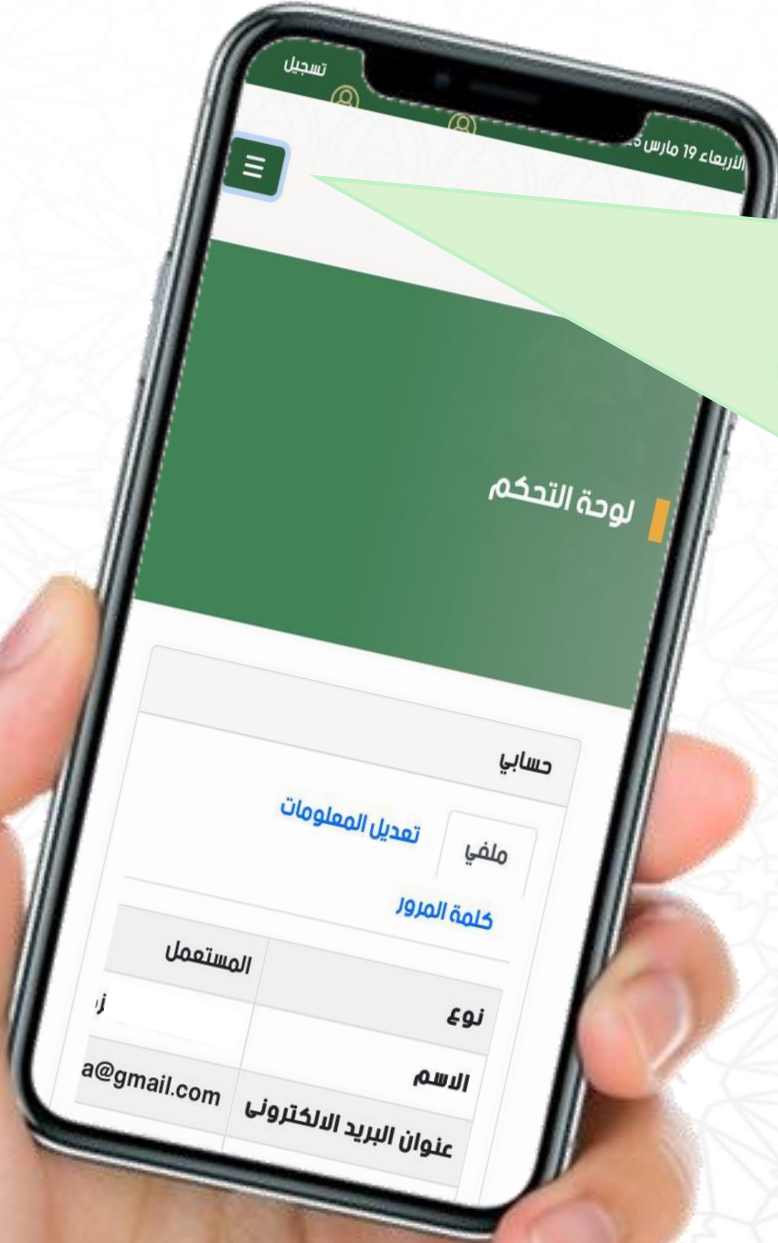 الأربعاء 19 مارس
تسجيل
لوحة التحكم
حسابي
ملفي
تعديل المعلومات
كلمة المرور
نوع
المستعمل
الاسم
عنوان البريد الالكتروني
a@gmail.com